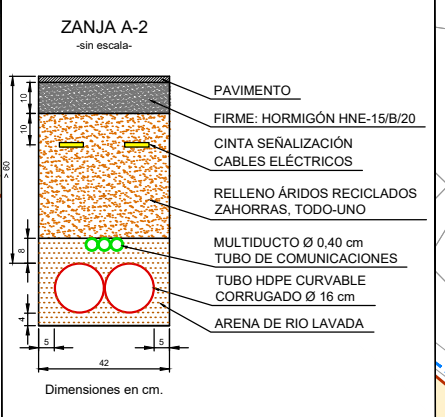 ZANJA A-2
-sin escala-
PAVIMENTO
10
FIRME: HORMIGÓN HNE-15/B/20
10
CINTA SEÑALIZACIÓN
CABLES ELÉCTRICOS
> 60
RELLENO ÁRIDOS RECICLADOS
ZAHORRAS, TODO-UNO
8
MULTIDUCTO Ø 0,40 cm
TUBO DE COMUNICACIONES
TUBO HDPE CURVABLE
CORRUGADO Ø 16 cm
4
ARENA DE RIO LAVADA
5
5
42
Dimensiones en cm.